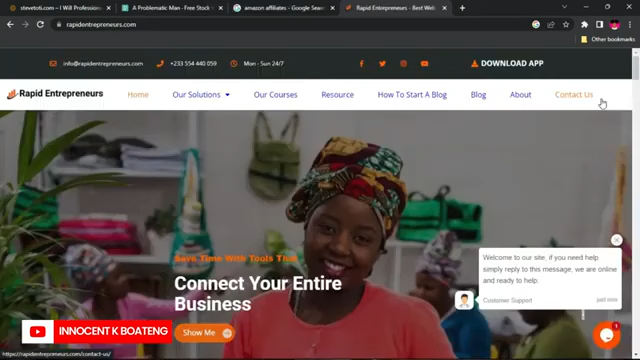 stevetoti.com – I Will Profession
A Problematic Man - Free Stock V
amazon affiliates - Google Sear
Rapid Entrepreneurs - Best Web
rapidentrepreneurs.com
Other bookmarks
info@rapidentrepreneurs.com
+233 554 440 059
Mon - Sun 24/7
DOWNLOAD APP
Rapid Entrepreneurs
Home
Our Solutions
Our Courses
Resource
How To Start A Blog
Blog
About
Contact Us
Save Time With Tools That
Connect Your Entire
Business
Show Me
Welcome to our site, if you need help
simply reply to this message, we are online
and ready to help.
Customer Support
just now
1
INNOCENT K BOATENG
https://rapidentrepreneurs.com/contact-us/